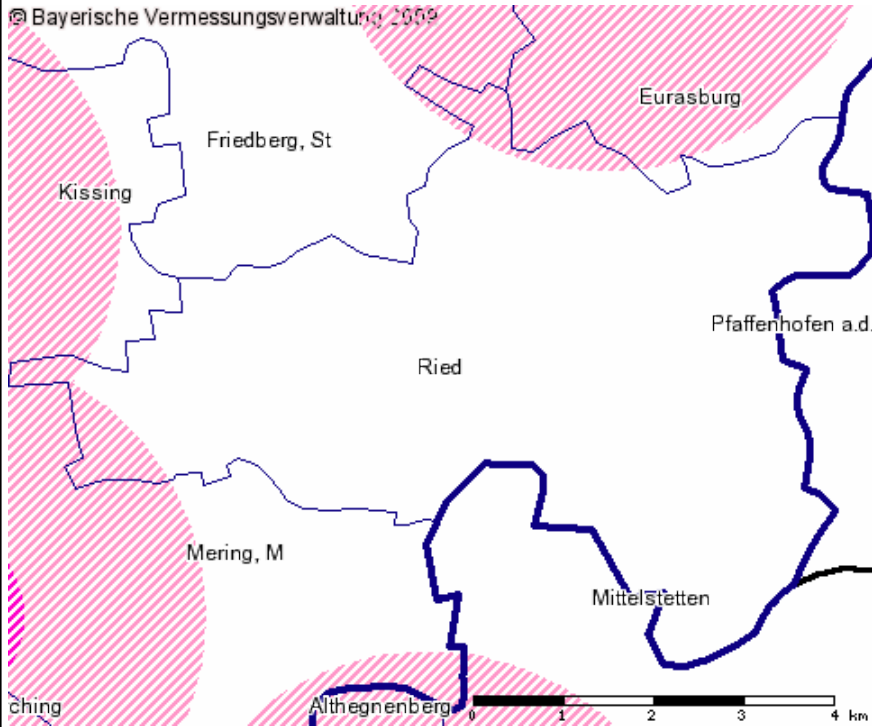 © Bayerische Vermessungsverwaltung 2009
Eurasburg
Friedberg, St
Kissing
Pfaffenhofen a.d.
Ried
Mering, M
Mittelstetten
ching
Althegnenberg
0 1 2 3 4 km